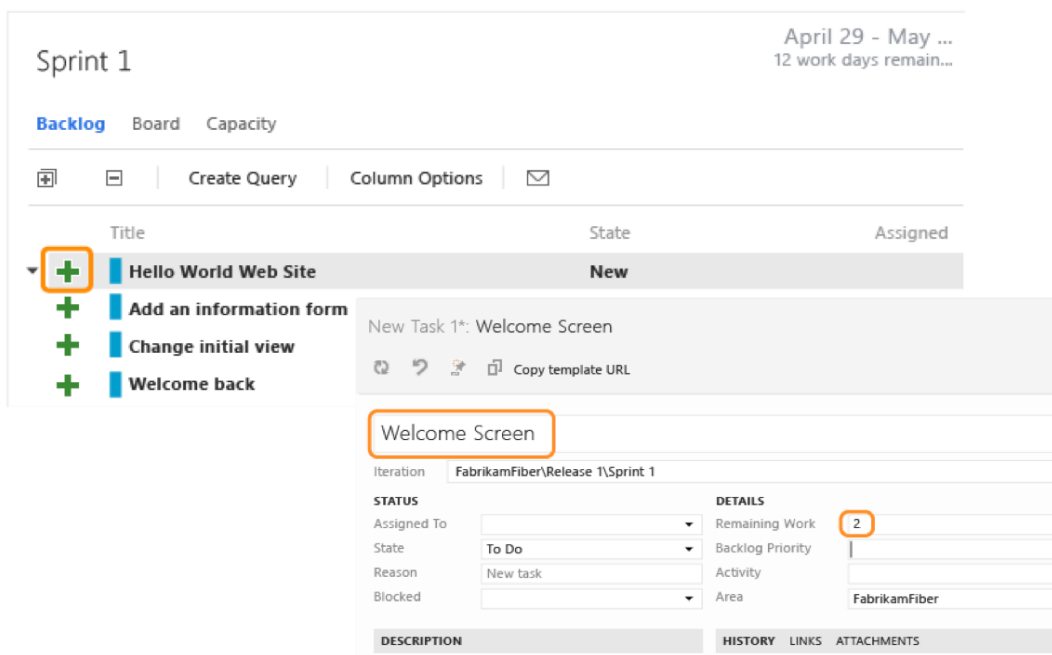 April 29 - May ...
Sprint 1
12 work days remain...
Backlog Board Capacity
Create Query Column Options
Title State Assigned
Hello World Web Site New
Add an information form
Change initial view
Welcome back
New Task 1*: Welcome Screen
Copy template URL
Welcome Screen
Iteration FabrikamFiber\Release 1\Sprint 1
STATUS DETAILS
Assigned To Remaining Work 2
State To Do Backlog Priority
Reason New task Activity
Blocked Area FabrikamFiber
DESCRIPTION HISTORY LINKS ATTACHMENTS